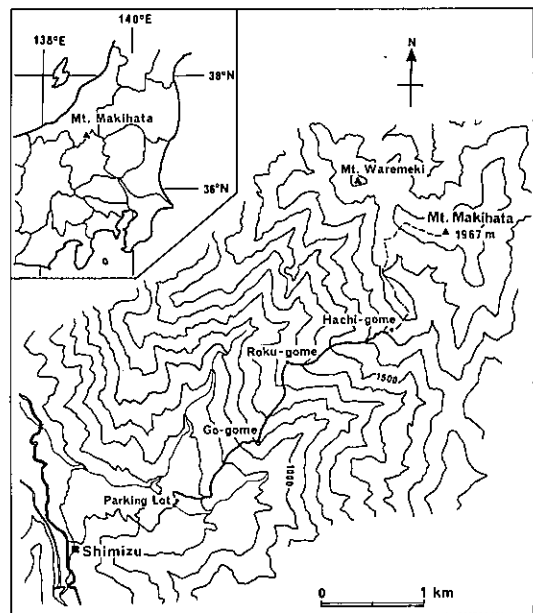 140°E
138°E
38°N
Mt. Makihata
36°N
N
Mt. Waremeki
Mt. Makihata
1967 m
Hachi-gome
Roku-gome
1500
Go-gome
1000
Parking Lot
Shimizu
0 1 km